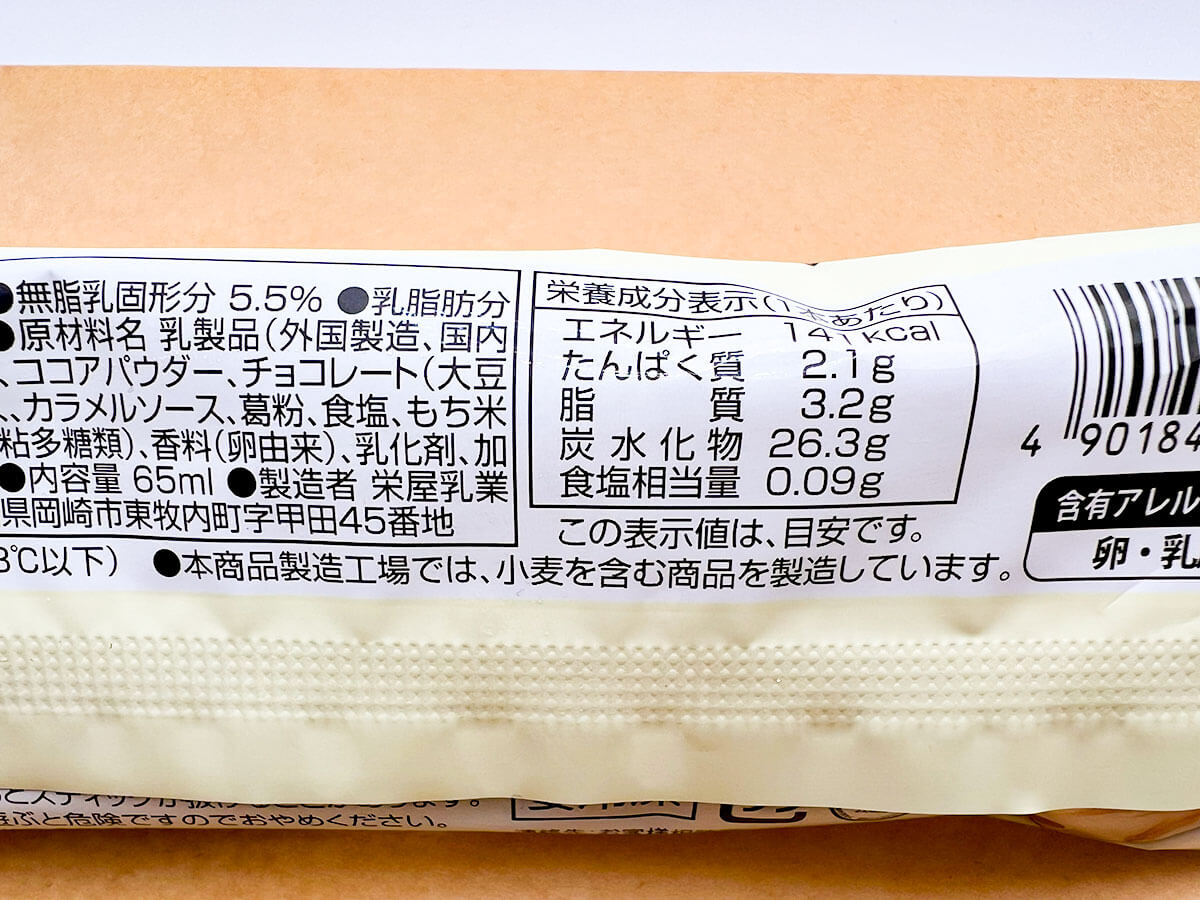 ●無脂乳固形分 5.5% ●乳脂肪分
●原材料名 乳製品(外国製造、国内
、ココアパウダー、チョコレート(大豆
、カラメルソース、葛粉、食塩、もち米
粘多糖類)、香料(卵由来)、乳化剤、加
●内容量 65ml ●製造者 栄屋乳業
県岡崎市東牧内町字甲田45番地
8℃以下) ●本商品製造工場では、小麦を含む商品を製造しています。
栄養成分表示(1本あたり)
エネルギー 141kcal
たんぱく質 2.1g
脂質 3.2g
炭水化物 26.3g
食塩相当量 0.09g
この表示値は、目安です。
4 90184
含有アレル
卵・乳
ぶと危険ですのでおやめください。